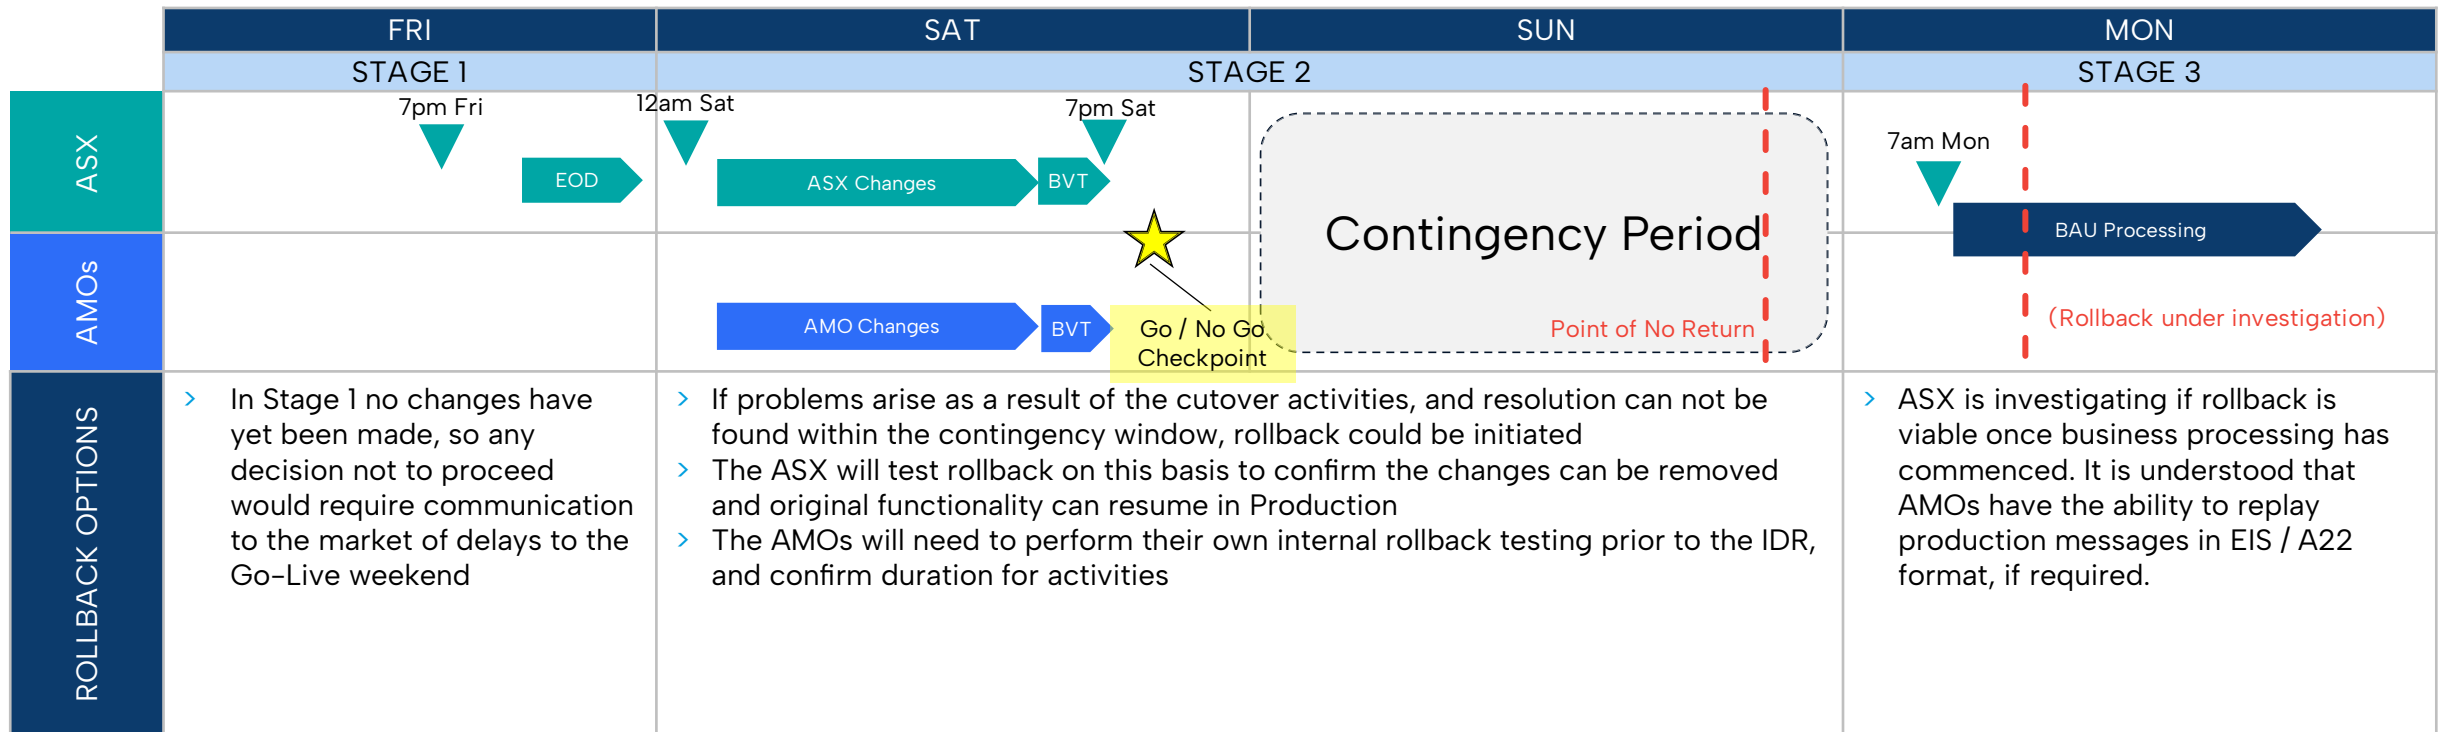 FRI
SAT
SUN
MON
STAGE 1
STAGE 2
STAGE 3
ASX
7pm Fri
12am Sat
7pm Sat
7am Mon
EOD
ASX Changes
BVT
Contingency Period
BAU Processing
AMOs
AMO Changes
BVT
Go / No Go
Checkpoint
Point of No Return
(Rollback under investigation)
ROLLBACK OPTIONS
> In Stage 1 no changes have
yet been made, so any
decision not to proceed
would require communication
to the market of delays to the
Go-Live weekend
> If problems arise as a result of the cutover activities, and resolution can not be
found within the contingency window, rollback could be initiated
> The ASX will test rollback on this basis to confirm the changes can be removed
and original functionality can resume in Production
> The AMOs will need to perform their own internal rollback testing prior to the IDR,
and confirm duration for activities
> ASX is investigating if rollback is
viable once business processing has
commenced. It is understood that
AMOs have the ability to replay
production messages in EIS / A22
format, if required.